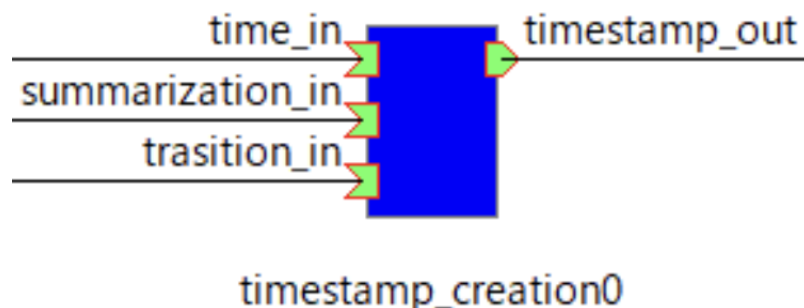 time_in
timestamp_out
summarization_in
trasition_in
timestamp_creation0